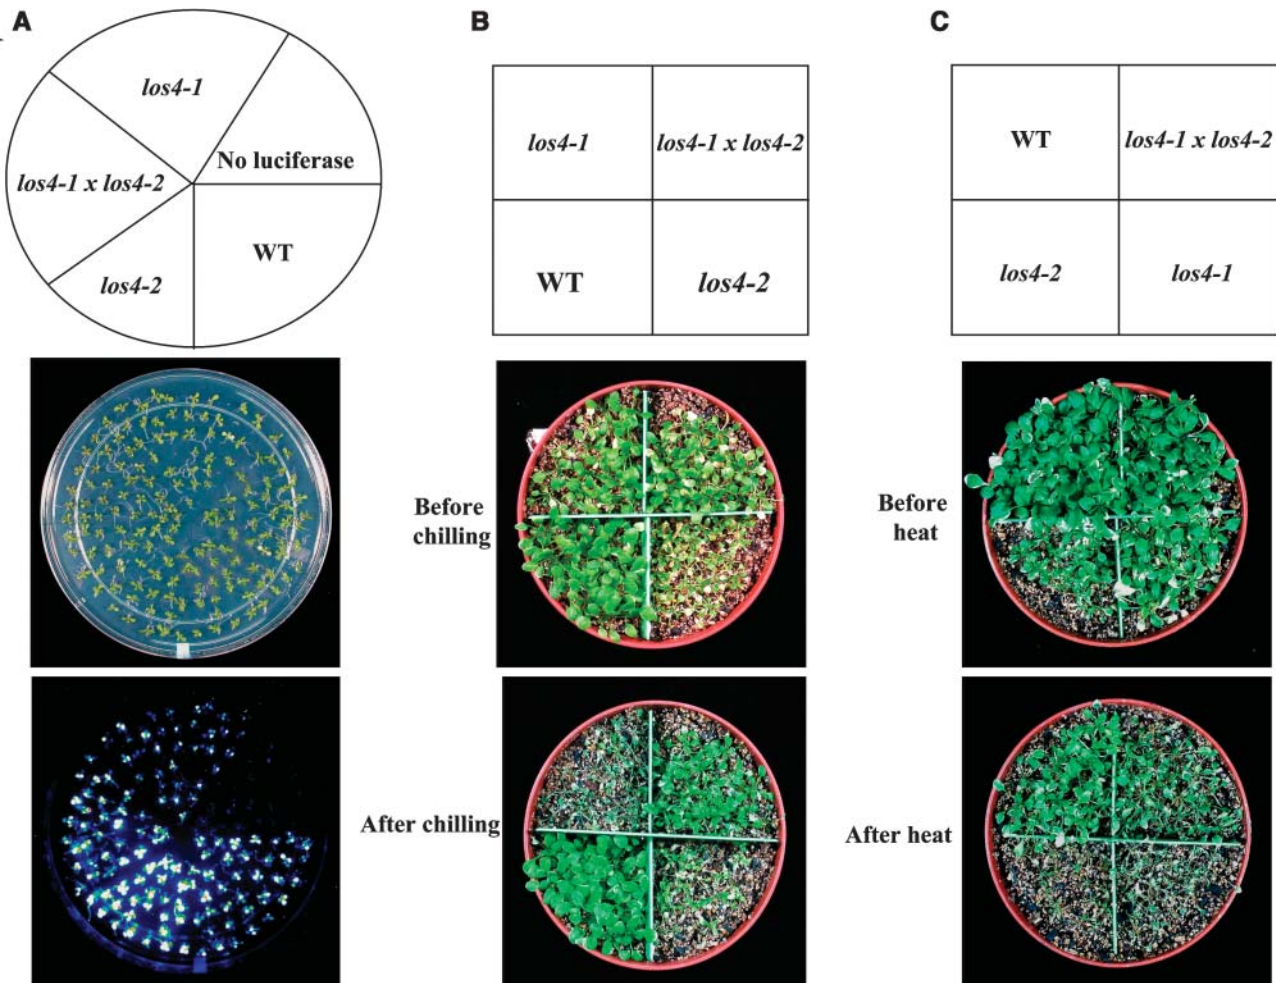 A
los4-1
No luciferase
los4-1 x los4-2
WT
los4-2
B
los4-1
los4-1 x los4-2
WT
los4-2
Before
chilling
After chilling
C
WT
los4-1 x los4-2
los4-2
los4-1
Before
heat
After heat